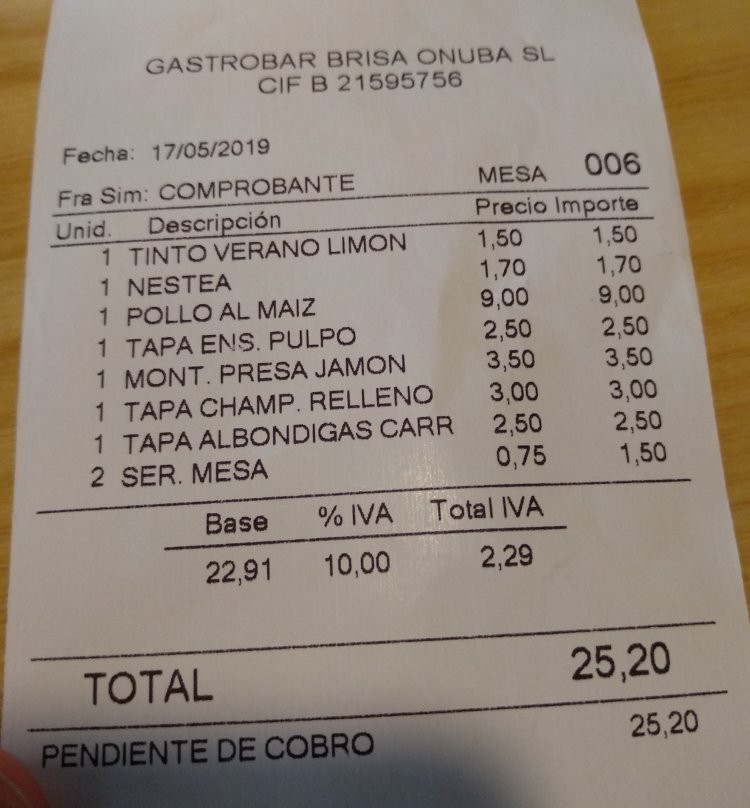 GASTROBAR BRISA ONUBA SL
CIF B 21595756
Fecha: 17/05/2019
Fra Sim: COMPROBANTE MESA 006
Unid. Descripción Precio Importe
1 TINTO VERANO LIMON 1,50 1,50
1 NESTEA 1,70 1,70
1 POLLO AL MAIZ 9,00 9,00
1 TAPA ENS. PULPO 2,50 2,50
1 MONT. PRESA JAMON 3,50 3,50
1 TAPA CHAMP. RELLENO 3,00 3,00
1 TAPA ALBONDIGAS CARR 2,50 2,50
2 SER. MESA 0,75 1,50
Base % IVA Total IVA
22,91 10,00 2,29
TOTAL 25,20
PENDIENTE DE COBRO 25,20